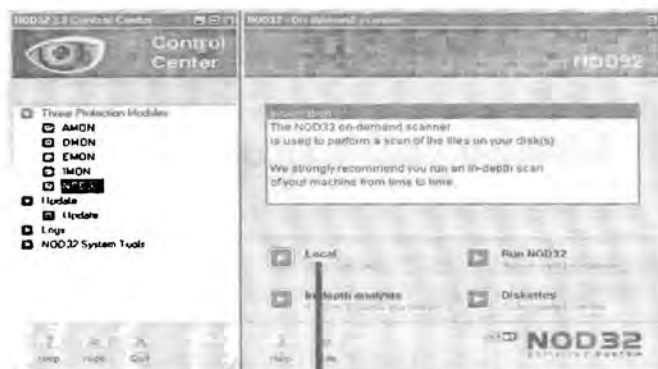 NOD32 2.0 Control Center
Control
Center
Threat Protection Modules
AMON
DMON
EMON
IMON
NOD32
Update
Update
Logs
NOD32 System Tools
Help Hide Quit
NOD32 - On-demand scanner
NOD32
The NOD32 on-demand scanner
is used to perform a scan of the files on your disk(s)
We strongly recommend you run an in-depth scan
of your machine from time to time.
Local
Run NOD32
In-depth analysis
Diskettes
Help Hide
NOD32